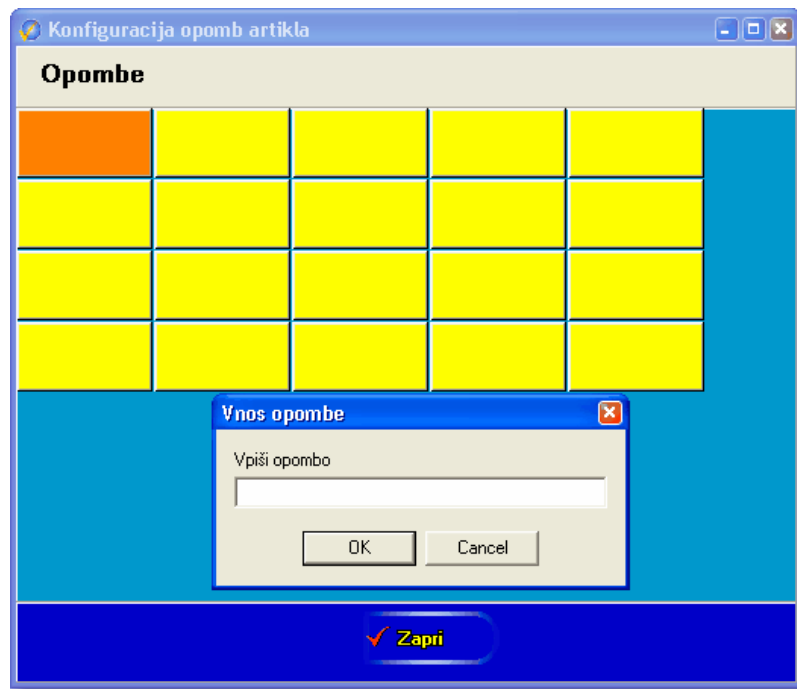 Konfiguracija opomb artikla
Opombe
Vnos opombe
Vpiši opombo
OK Cancel
Zapri